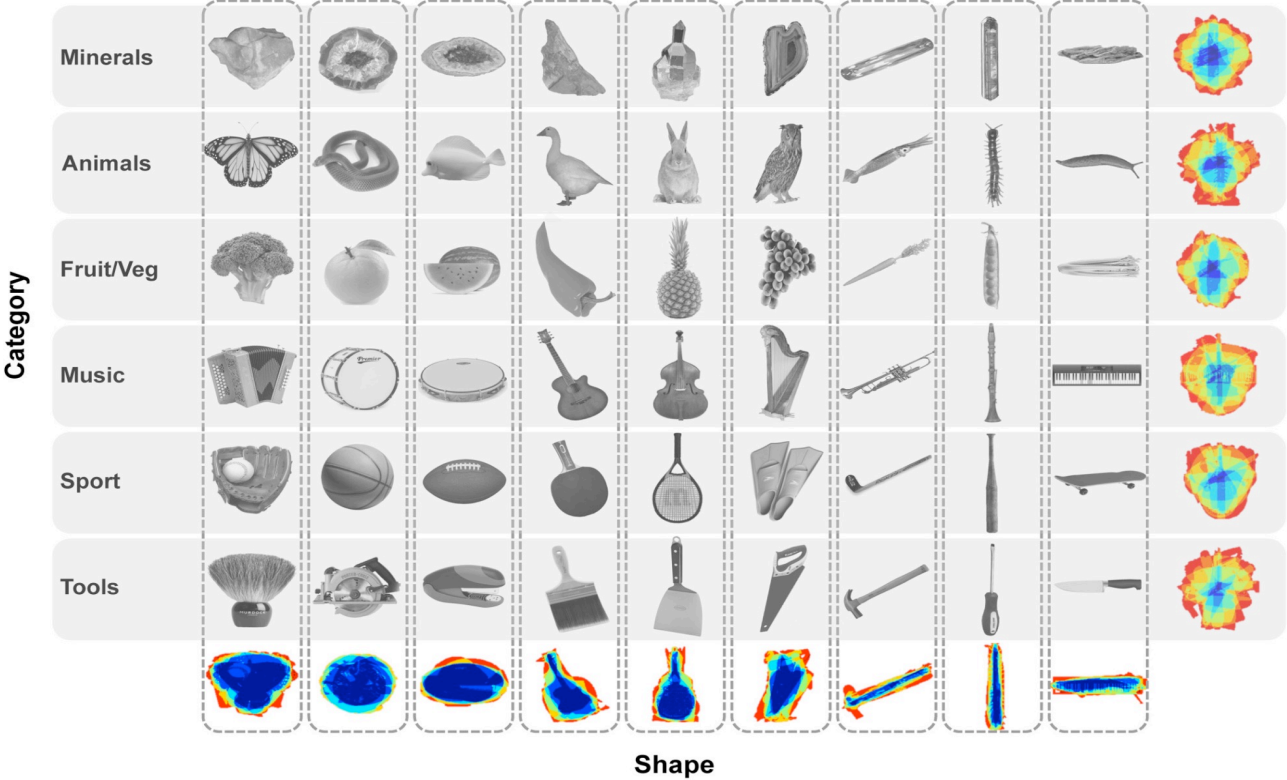 Minerals
Animals
Fruit/Veg
Music
Sport
Tools
Category
Shape